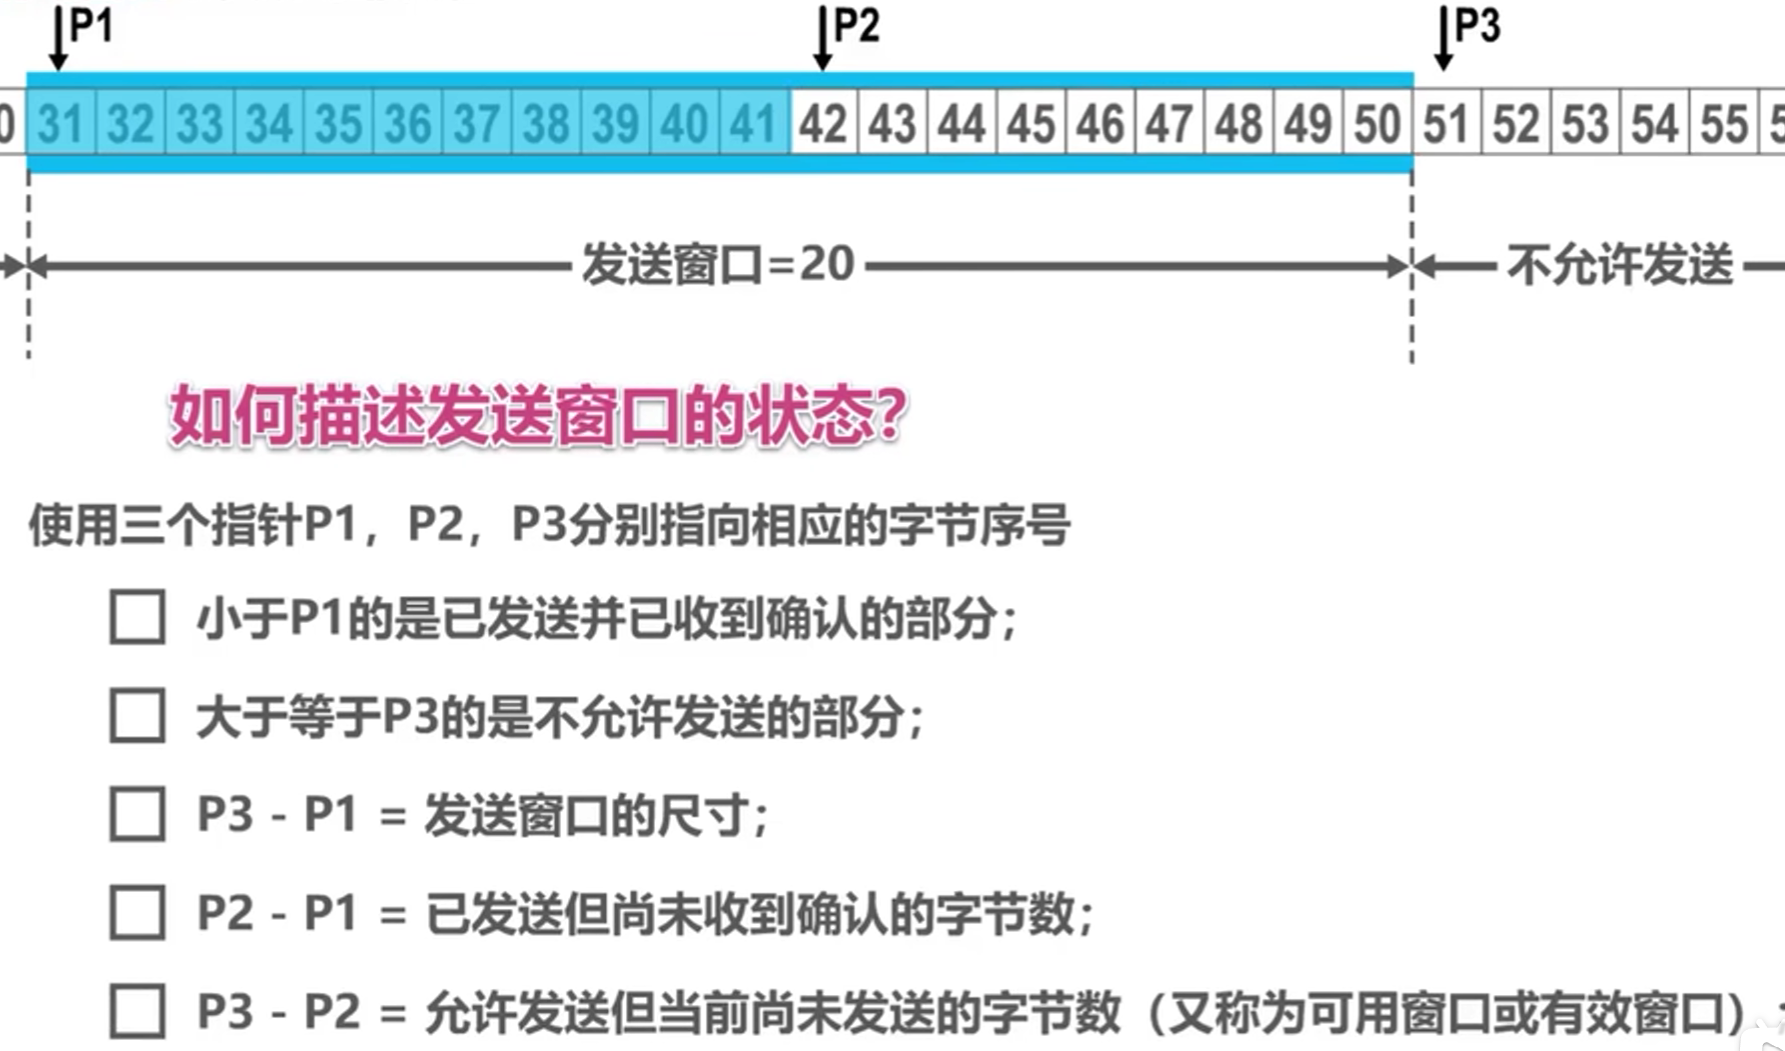 P1 P2 P3
0 31 32 33 34 35 36 37 38 39 40 41 42 43 44 45 46 47 48 49 50 51 52 53 54 55 5
发送窗口=20 不允许发送
如何描述发送窗口的状态?
使用三个指针P1，P2，P3分别指向相应的字节序号
小于P1的是已发送并已收到确认的部分；
大于等于P3的是不允许发送的部分；
P3 - P1 = 发送窗口的尺寸；
P2 - P1 = 已发送但尚未收到确认的字节数；
P3 - P2 = 允许发送但当前尚未发送的字节数（又称为可用窗口或有效窗口）；